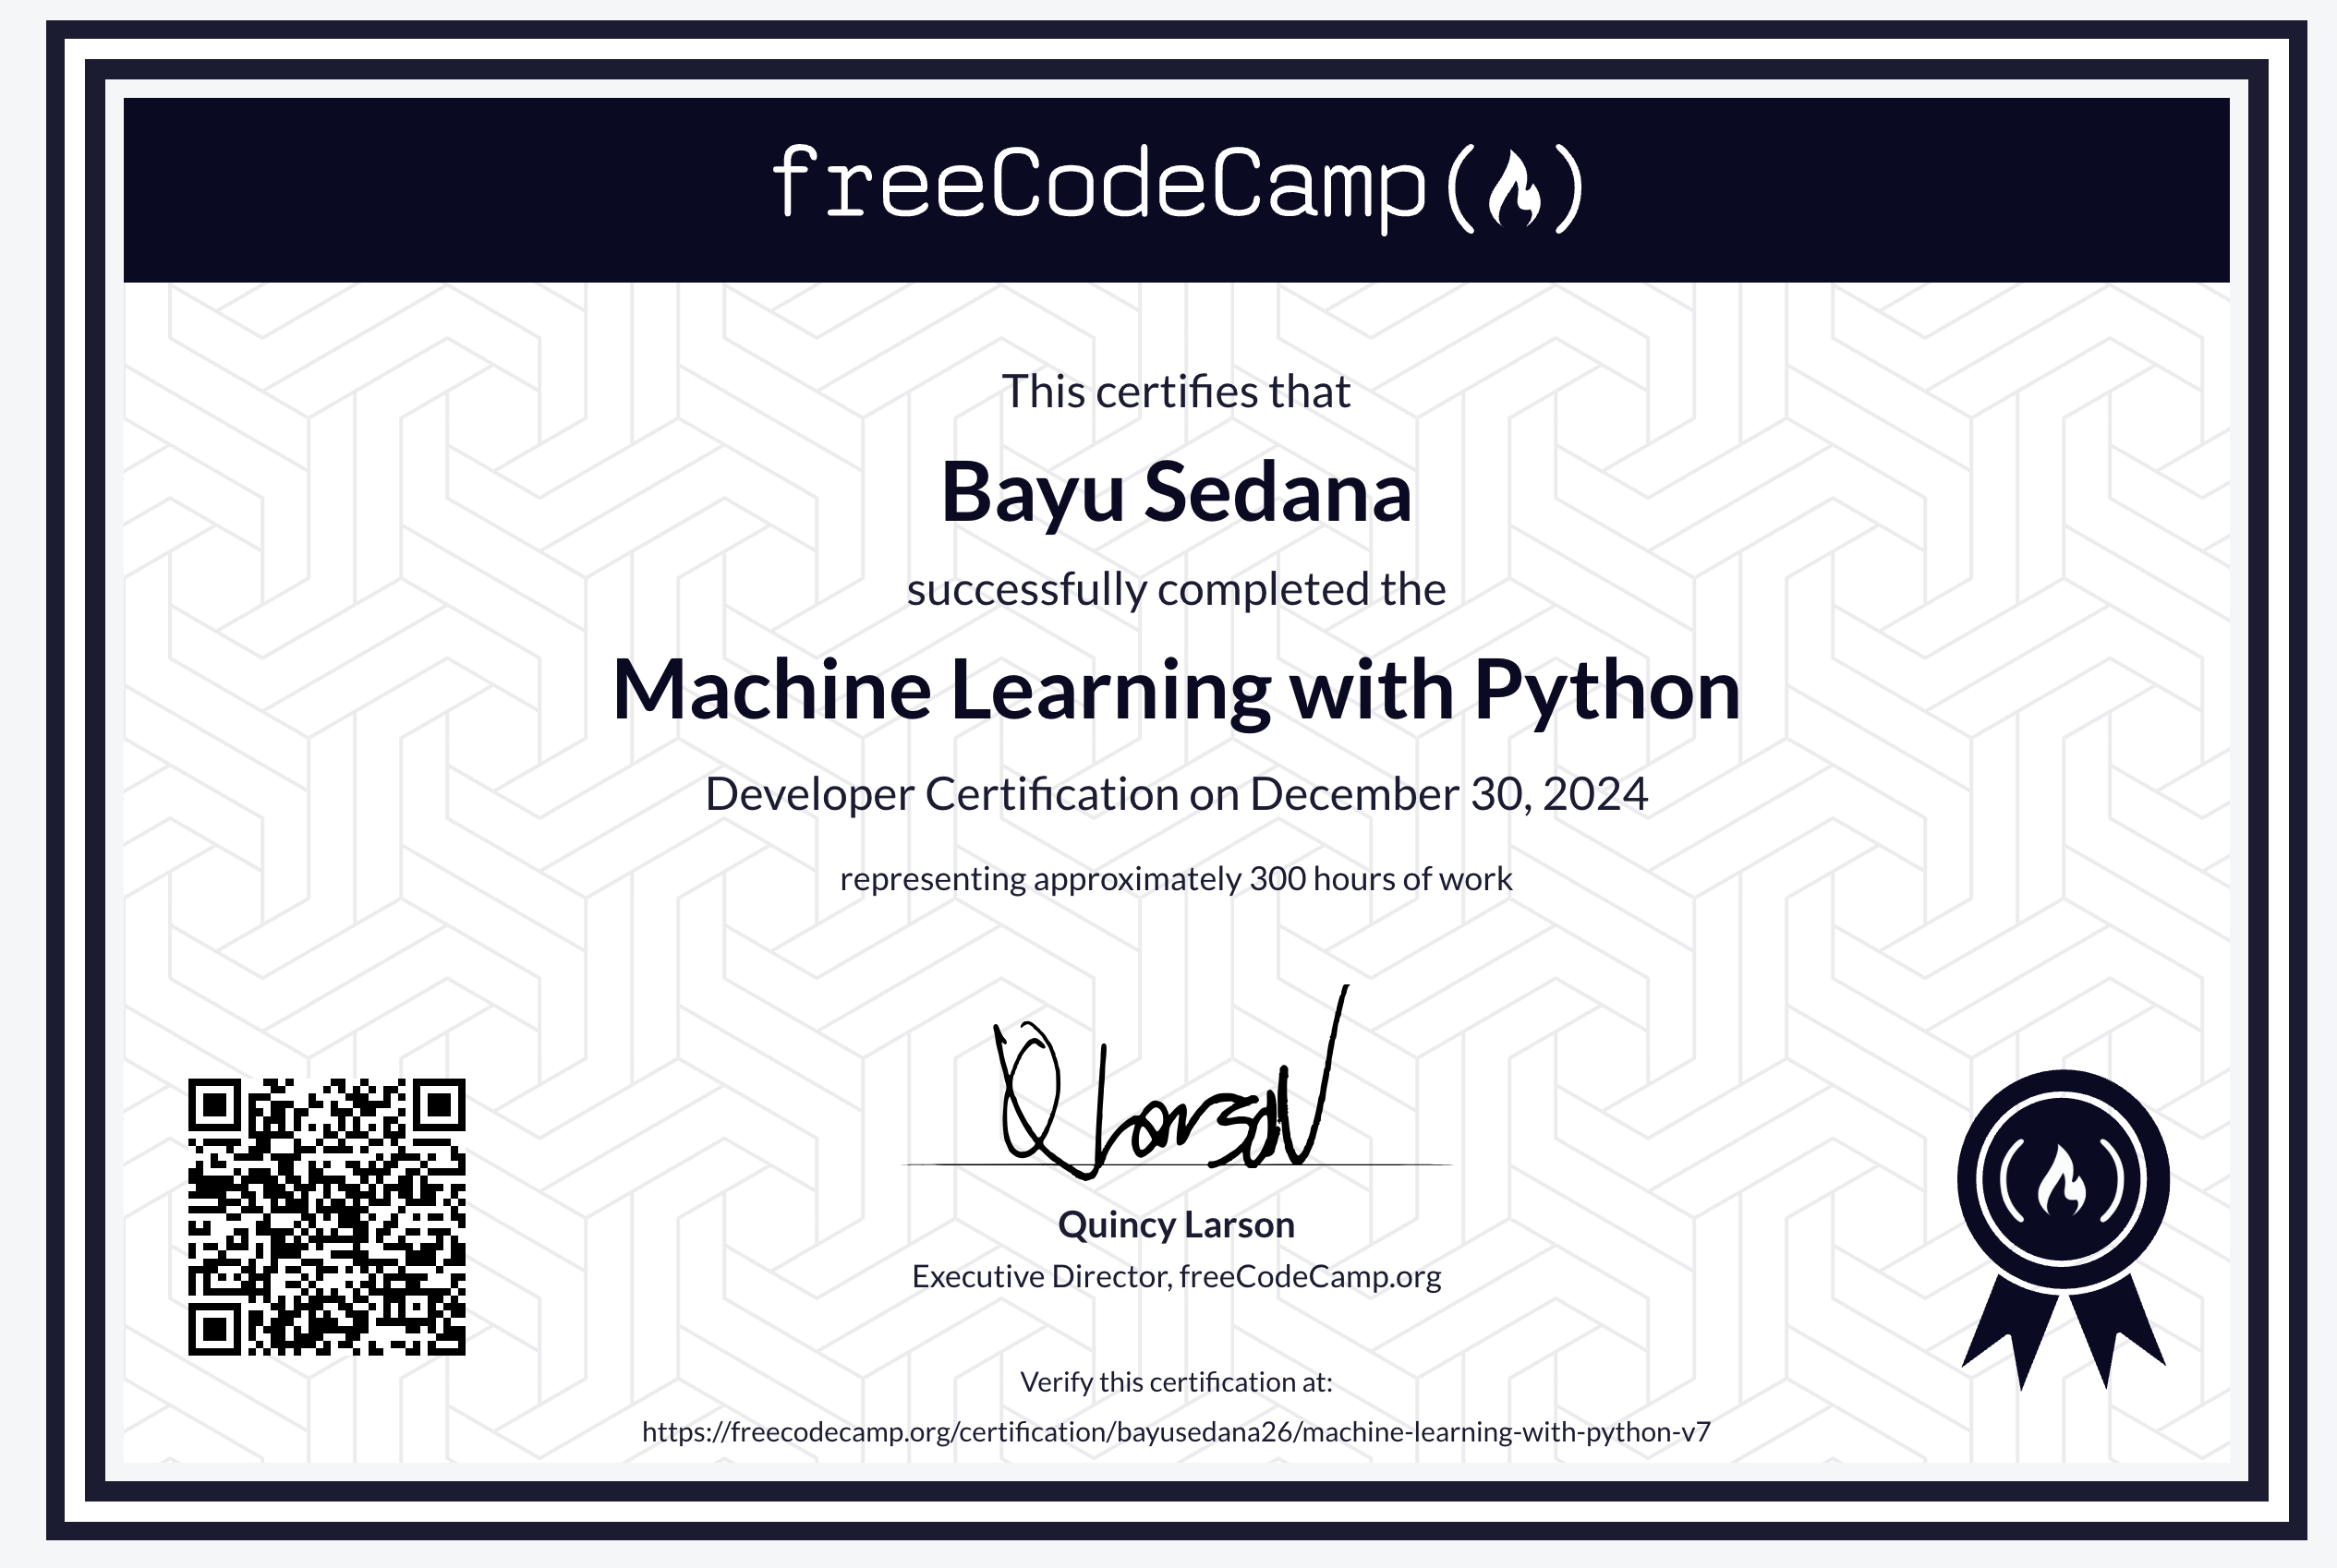 freeCodeCamp
This certifies that
Bayu Sedana
successfully completed the
Machine Learning with Python
Developer Certification on December 30, 2024
representing approximately 300 hours of work
QLarson
Quincy Larson
Executive Director, freeCodeCamp.org
Verify this certification at:
https://freecodecamp.org/certification/bayusedana26/machine-learning-with-python-v7